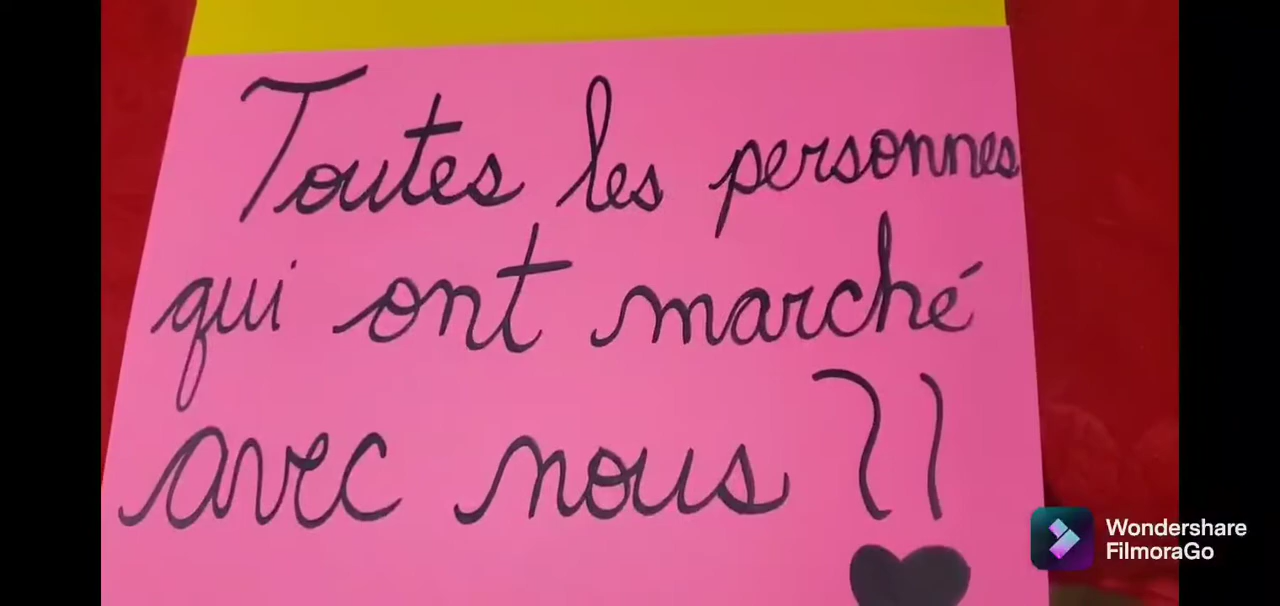 Toutes les personnes
qui ont marché
avec nous ?!
Wondershare
FilmoraGo